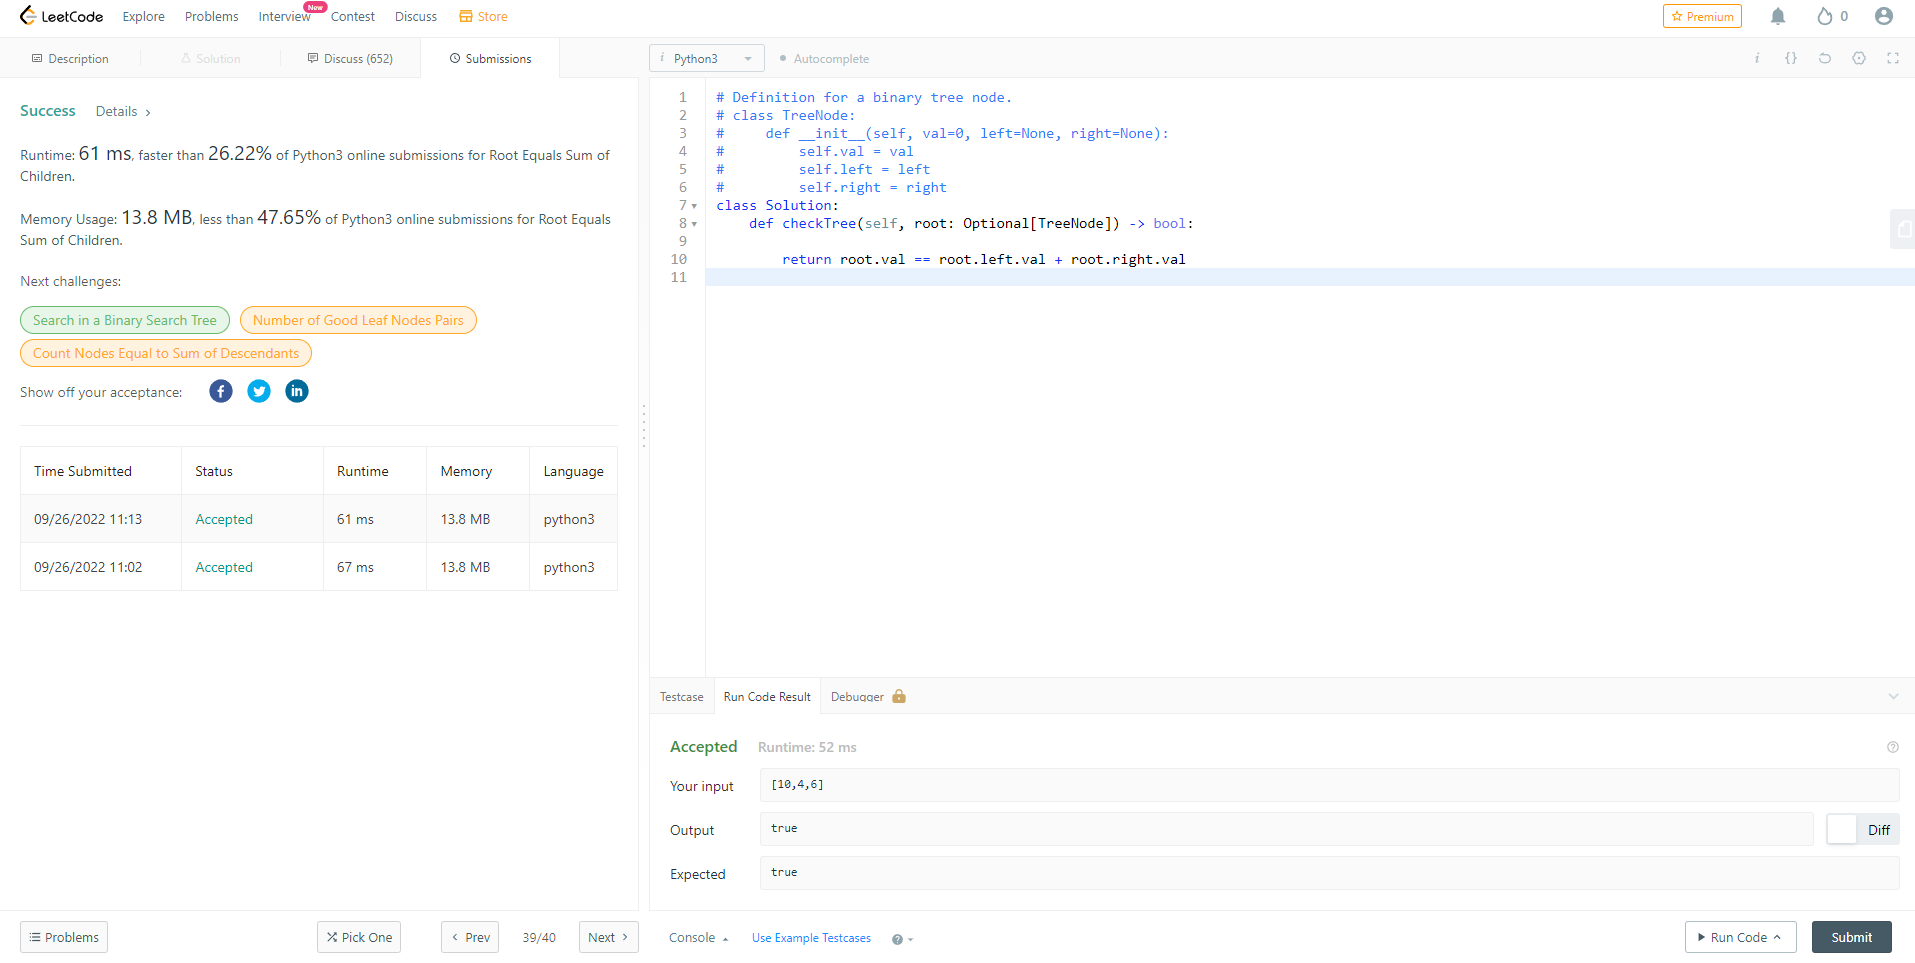 LeetCode Explore Problems Interview New Contest Discuss Store Premium 0
Description Solution Discuss (652) Submissions
Success Details
Runtime: 61 ms, faster than 26.22% of Python3 online submissions for Root Equals Sum of
Children.
Memory Usage: 13.8 MB, less than 47.65% of Python3 online submissions for Root Equals
Sum of Children.
Next challenges:
Search in a Binary Search Tree Number of Good Leaf Nodes Pairs
Count Nodes Equal to Sum of Descendants
Show off your acceptance: f in
Time Submitted Status Runtime Memory Language
09/26/2022 11:13 Accepted 61 ms 13.8 MB python3
09/26/2022 11:02 Accepted 67 ms 13.8 MB python3
i Python3 Autocomplete i {}
1 # Definition for a binary tree node.
2 # class TreeNode:
3 #     def __init__(self, val=0, left=None, right=None):
4 #         self.val = val
5 #         self.left = left
6 #         self.right = right
7 class Solution:
8     def checkTree(self, root: Optional[TreeNode]) -> bool:
9
10         return root.val == root.left.val + root.right.val
11
Testcase Run Code Result Debugger
Accepted Runtime: 52 ms ?
Your input [10,4,6]
Output true Diff
Expected true
Problems Pick One < Prev 39/40 Next > Console Use Example Testcases ? Run Code Submit